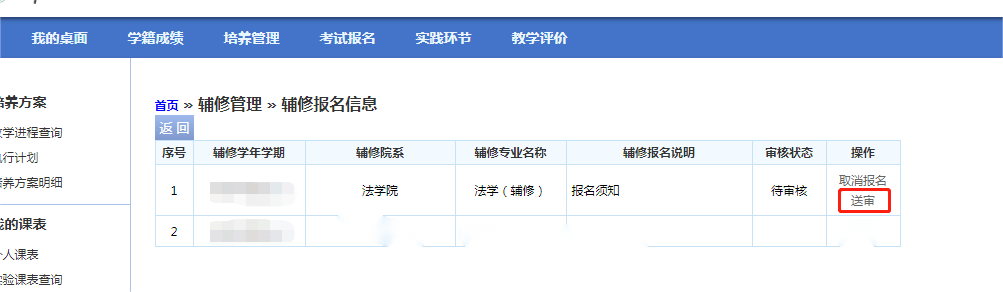 我的桌面 学籍成绩 培养管理 考试报名 实践环节 教学评价
培养方案
教学进程查询
执行计划
培养方案明细
我的课表
个人课表
实验课表查询
首页 » 辅修管理 » 辅修报名信息
返 回
序号 辅修学年学期 辅修院系 辅修专业名称 辅修报名说明 审核状态 操作
1 法学院 法学（辅修） 报名须知 待审核 取消报名
送审
2